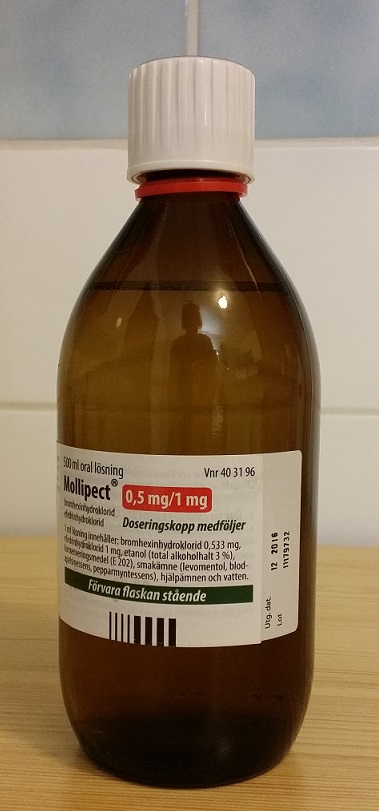 500 ml oral lösning
Vnr 40 31 96
Mollipect® 0,5 mg/1 mg
bromhexinhydroklorid
efedrinhydroklorid
Doseringskopp medföljer
1 ml lösning innehåller: bromhexinhydroklorid 0,533 mg,
efedrinhydroklorid 1 mg, etanol (total alkoholhalt 3 %),
konserveringsmedel (E 202), smakämne (levomentol, blod-
apelsinessens, pepparmyntessens), hjälpämnen och vatten.
Förvara flaskan stående
Utg. dat. 12 2016
Lot 11179732